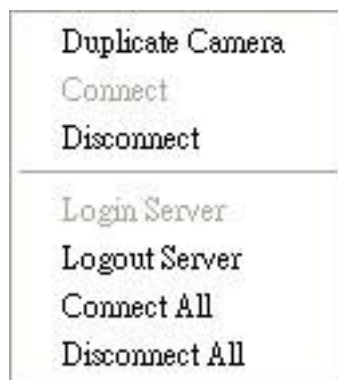 Duplicate Camera
Connect
Disconnect
Login Server
Logout Server
Connect All
Disconnect All